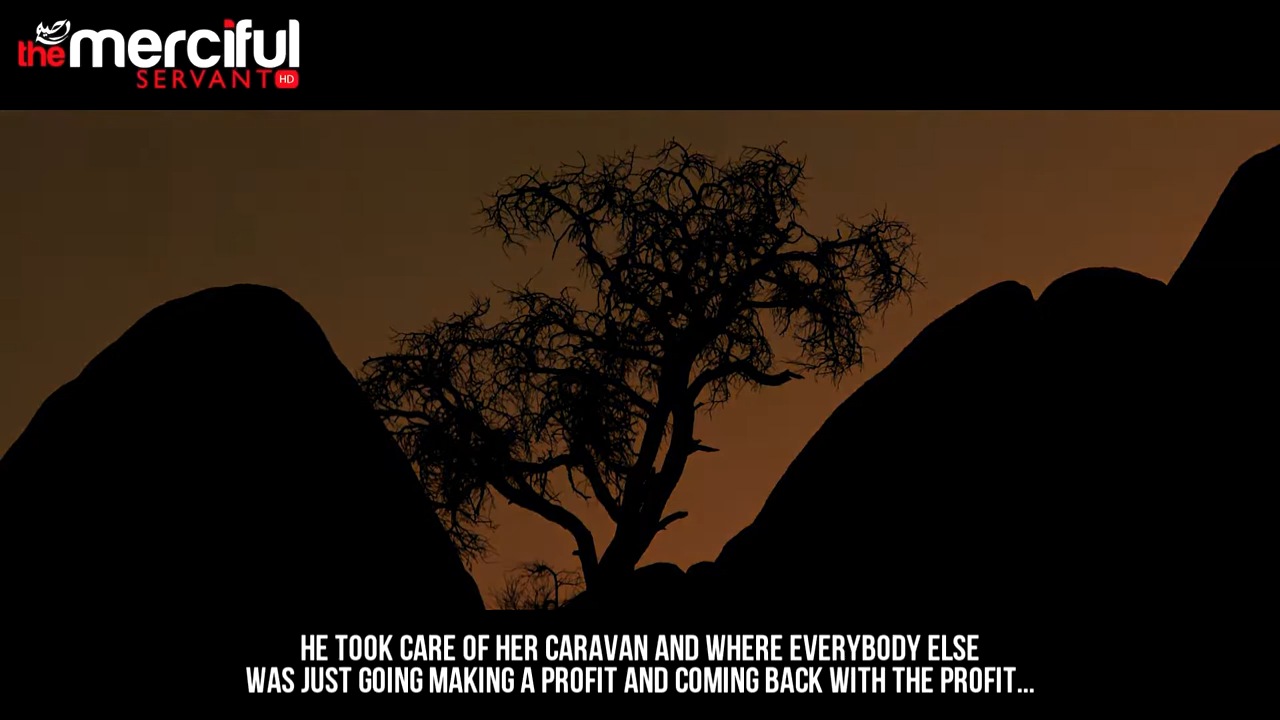 the merciful
SERVANT HD
HE TOOK CARE OF HER CARAVAN AND WHERE EVERYBODY ELSE
WAS JUST GOING MAKING A PROFIT AND COMING BACK WITH THE PROFIT...